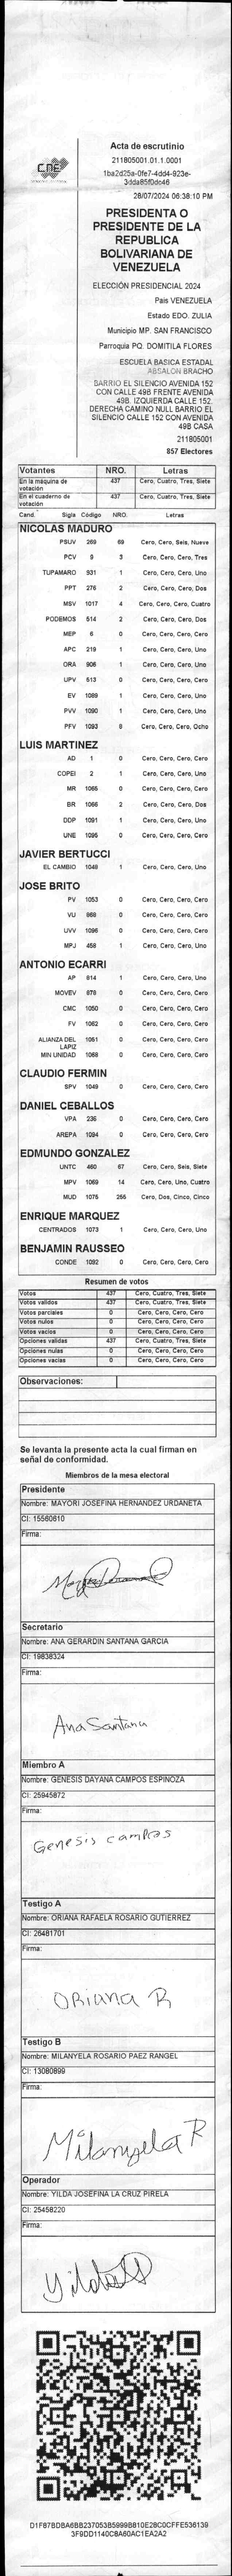 CNE
Acta de escrutinio
211805001.01.1.0001
1ba2d25a-0fe7-4dd4-923e-
3dda85f0dc46
28/07/2024 06:38:10 PM
PRESIDENTA O
PRESIDENTE DE LA
REPUBLICA
BOLIVARIANA DE
VENEZUELA
ELECCIÓN PRESIDENCIAL 2024
Pais VENEZUELA
Estado EDO. ZULIA
Municipio MP. SAN FRANCISCO
Parroquia PQ. DOMITILA FLORES
ESCUELA BASICA ESTADAL
ABSALON BRACHO
BARRIO EL SILENCIO AVENIDA 152
CON CALLE 49B FRENTE AVENIDA
49B. IZQUIERDA CALLE 152.
DERECHA CAMINO NULL BARRIO EL
SILENCIO CALLE 152 CON AVENIDA
49B CASA
211805001
857 Electores
Votantes NRO. Letras
En la máquina de votación 437 Cero, Cuatro, Tres, Siete
En el cuaderno de votación 437 Cero, Cuatro, Tres, Siete
Cand. Sigla Código NRO. Letras
NICOLAS MADURO
PSUV 269 69 Cero, Cero, Seis, Nueve
PCV 8 3 Cero, Cero, Cero, Tres
TUPAMARO 931 1 Cero, Cero, Cero, Uno
PPT 276 2 Cero, Cero, Cero, Dos
MSV 1017 4 Cero, Cero, Cero, Cuatro
PODEMOS 514 2 Cero, Cero, Cero, Dos
MEP 6 0 Cero, Cero, Cero, Cero
APC 219 1 Cero, Cero, Cero, Uno
ORA 906 1 Cero, Cero, Cero, Uno
UPV 513 0 Cero, Cero, Cero, Cero
EV 1089 1 Cero, Cero, Cero, Uno
PVV 1090 1 Cero, Cero, Cero, Uno
PFV 1093 8 Cero, Cero, Cero, Ocho
LUIS MARTINEZ
AD 1 0 Cero, Cero, Cero, Cero
COPEI 2 1 Cero, Cero, Cero, Uno
MR 1065 0 Cero, Cero, Cero, Cero
BR 1066 2 Cero, Cero, Cero, Dos
DDP 1091 1 Cero, Cero, Cero, Uno
UNE 1095 0 Cero, Cero, Cero, Cero
JAVIER BERTUCCI
EL CAMBIO 1048 1 Cero, Cero, Cero, Uno
JOSE BRITO
PV 1053 0 Cero, Cero, Cero, Cero
VU 868 0 Cero, Cero, Cero, Cero
UVV 1096 0 Cero, Cero, Cero, Cero
MPJ 458 1 Cero, Cero, Cero, Uno
ANTONIO ECARRI
AP 814 1 Cero, Cero, Cero, Uno
MOVEV 878 0 Cero, Cero, Cero, Cero
CMC 1050 0 Cero, Cero, Cero, Cero
FV 1062 0 Cero, Cero, Cero, Cero
ALIANZA DEL LAPIZ 1061 0 Cero, Cero, Cero, Cero
MIN UNIDAD 1068 0 Cero, Cero, Cero, Cero
CLAUDIO FERMIN
SPV 1049 0 Cero, Cero, Cero, Cero
DANIEL CEBALLOS
VPA 236 0 Cero, Cero, Cero, Cero
AREPA 1094 0 Cero, Cero, Cero, Cero
EDMUNDO GONZALEZ
UNTC 460 67 Cero, Cero, Seis, Siete
MPV 1069 14 Cero, Cero, Uno, Cuatro
MUD 1075 255 Cero, Dos, Cinco, Cinco
ENRIQUE MARQUEZ
CENTRADOS 1073 1 Cero, Cero, Cero, Uno
BENJAMIN RAUSSEO
CONDE 1092 0 Cero, Cero, Cero, Cero
Resumen de votos
Votos 437 Cero, Cuatro, Tres, Siete
Votos validos 437 Cero, Cuatro, Tres, Siete
Votos parciales 0 Cero, Cero, Cero, Cero
Votos nulos 0 Cero, Cero, Cero, Cero
Votos vacios 0 Cero, Cero, Cero, Cero
Opciones validas 437 Cero, Cuatro, Tres, Siete
Opciones nulas 0 Cero, Cero, Cero, Cero
Opciones vacias 0 Cero, Cero, Cero, Cero
Observaciones:
Se levanta la presente acta la cual firman en
señal de conformidad.
Miembros de la mesa electoral
Presidente
Nombre: MAYORI JOSEFINA HERNANDEZ URDANETA
CI: 15560610
Firma:
Secretario
Nombre: ANA GERARDIN SANTANA GARCIA
CI: 19838324
Firma:
Ana Santana
Miembro A
Nombre: GENESIS DAYANA CAMPOS ESPINOZA
CI: 25945872
Firma:
Genesis campos
Testigo A
Nombre: ORIANA RAFAELA ROSARIO GUTIERREZ
CI: 26481701
Firma:
ORiana R
Testigo B
Nombre: MILANYELA ROSARIO PAEZ RANGEL
CI: 13080899
Firma:
Milanyela R
Operador
Nombre: YILDA JOSEFINA LA CRUZ PIRELA
CI: 25458220
Firma:
D1F87BDBA6BB237053B5999B810E28C0CFFE536139
3F9DD1140C8A60AC1EA2A2